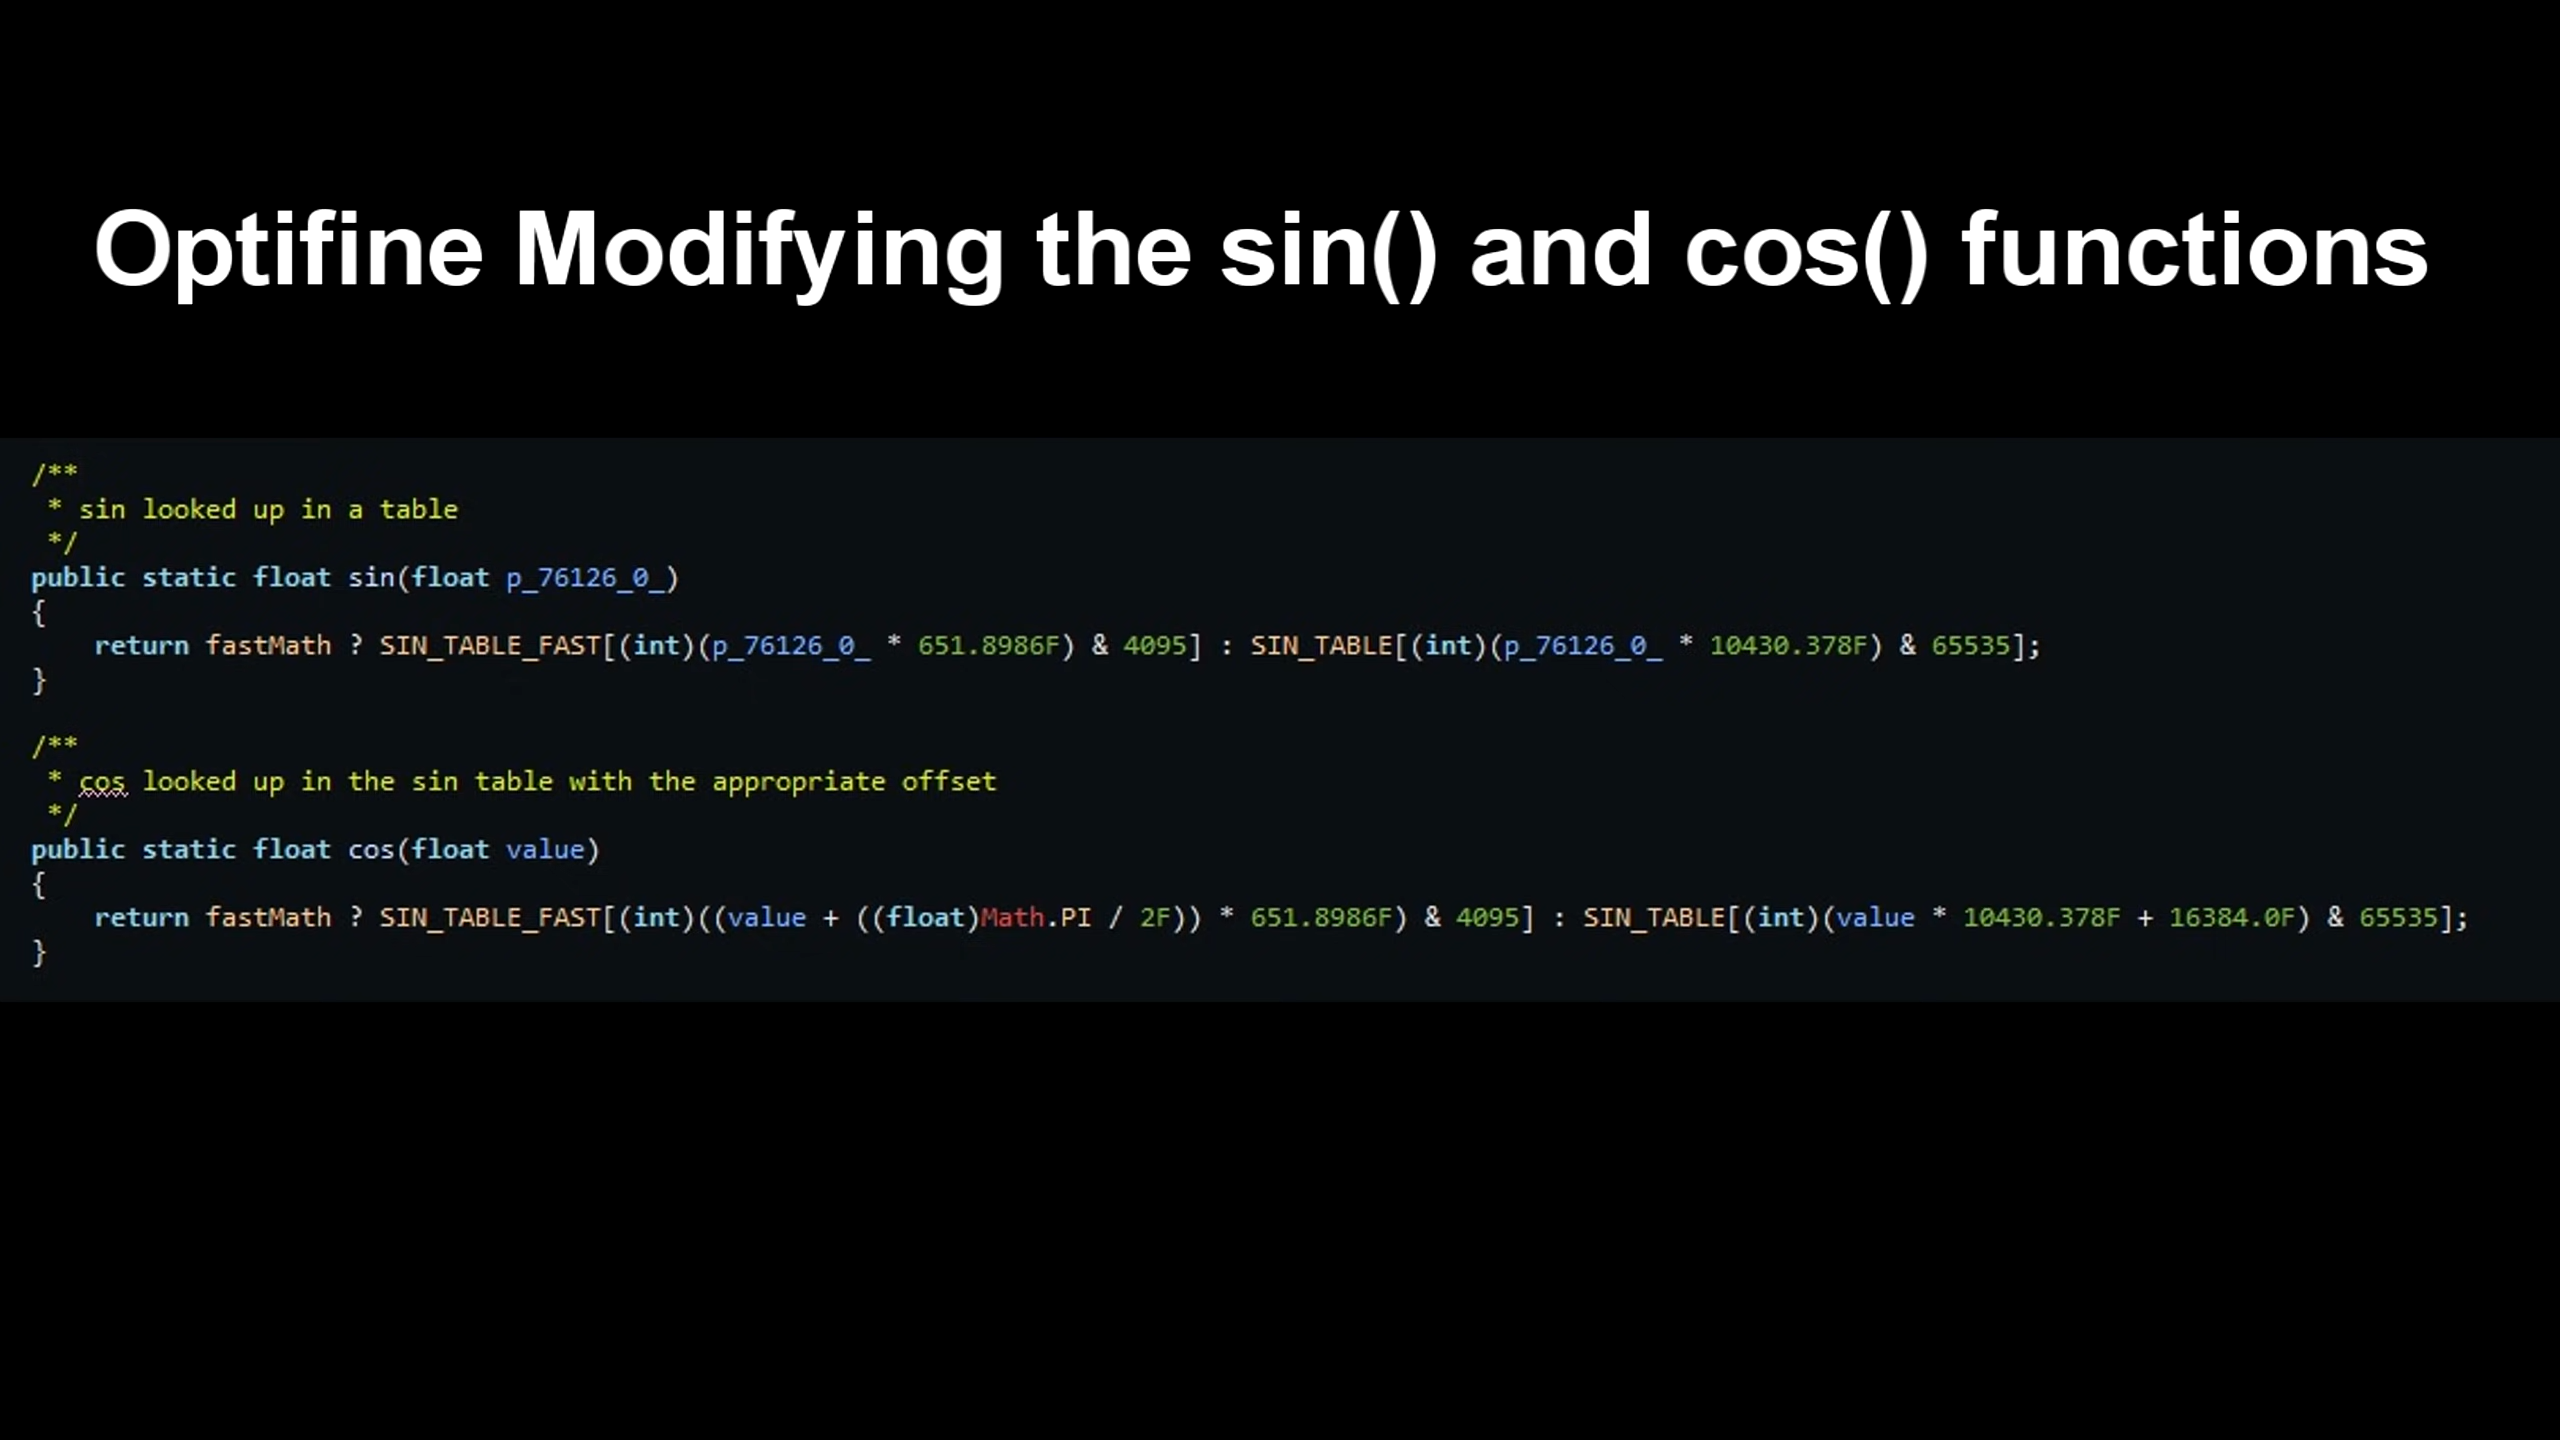 Optifine Modifying the sin() and cos() functions
/**
 * sin looked up in a table
 */
public static float sin(float p_76126_0_)
{
    return fastMath ? SIN_TABLE_FAST[(int)(p_76126_0_ * 651.8986F) & 4095] : SIN_TABLE[(int)(p_76126_0_ * 10430.378F) & 65535];
}
/**
 * cos looked up in the sin table with the appropriate offset
 */
public static float cos(float value)
{
    return fastMath ? SIN_TABLE_FAST[(int)((value + ((float)Math.PI / 2F)) * 651.8986F) & 4095] : SIN_TABLE[(int)(value * 10430.378F + 16384.0F) & 65535];
}